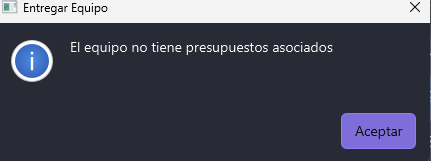 Entregar Equipo
El equipo no tiene presupuestos asociados
Aceptar